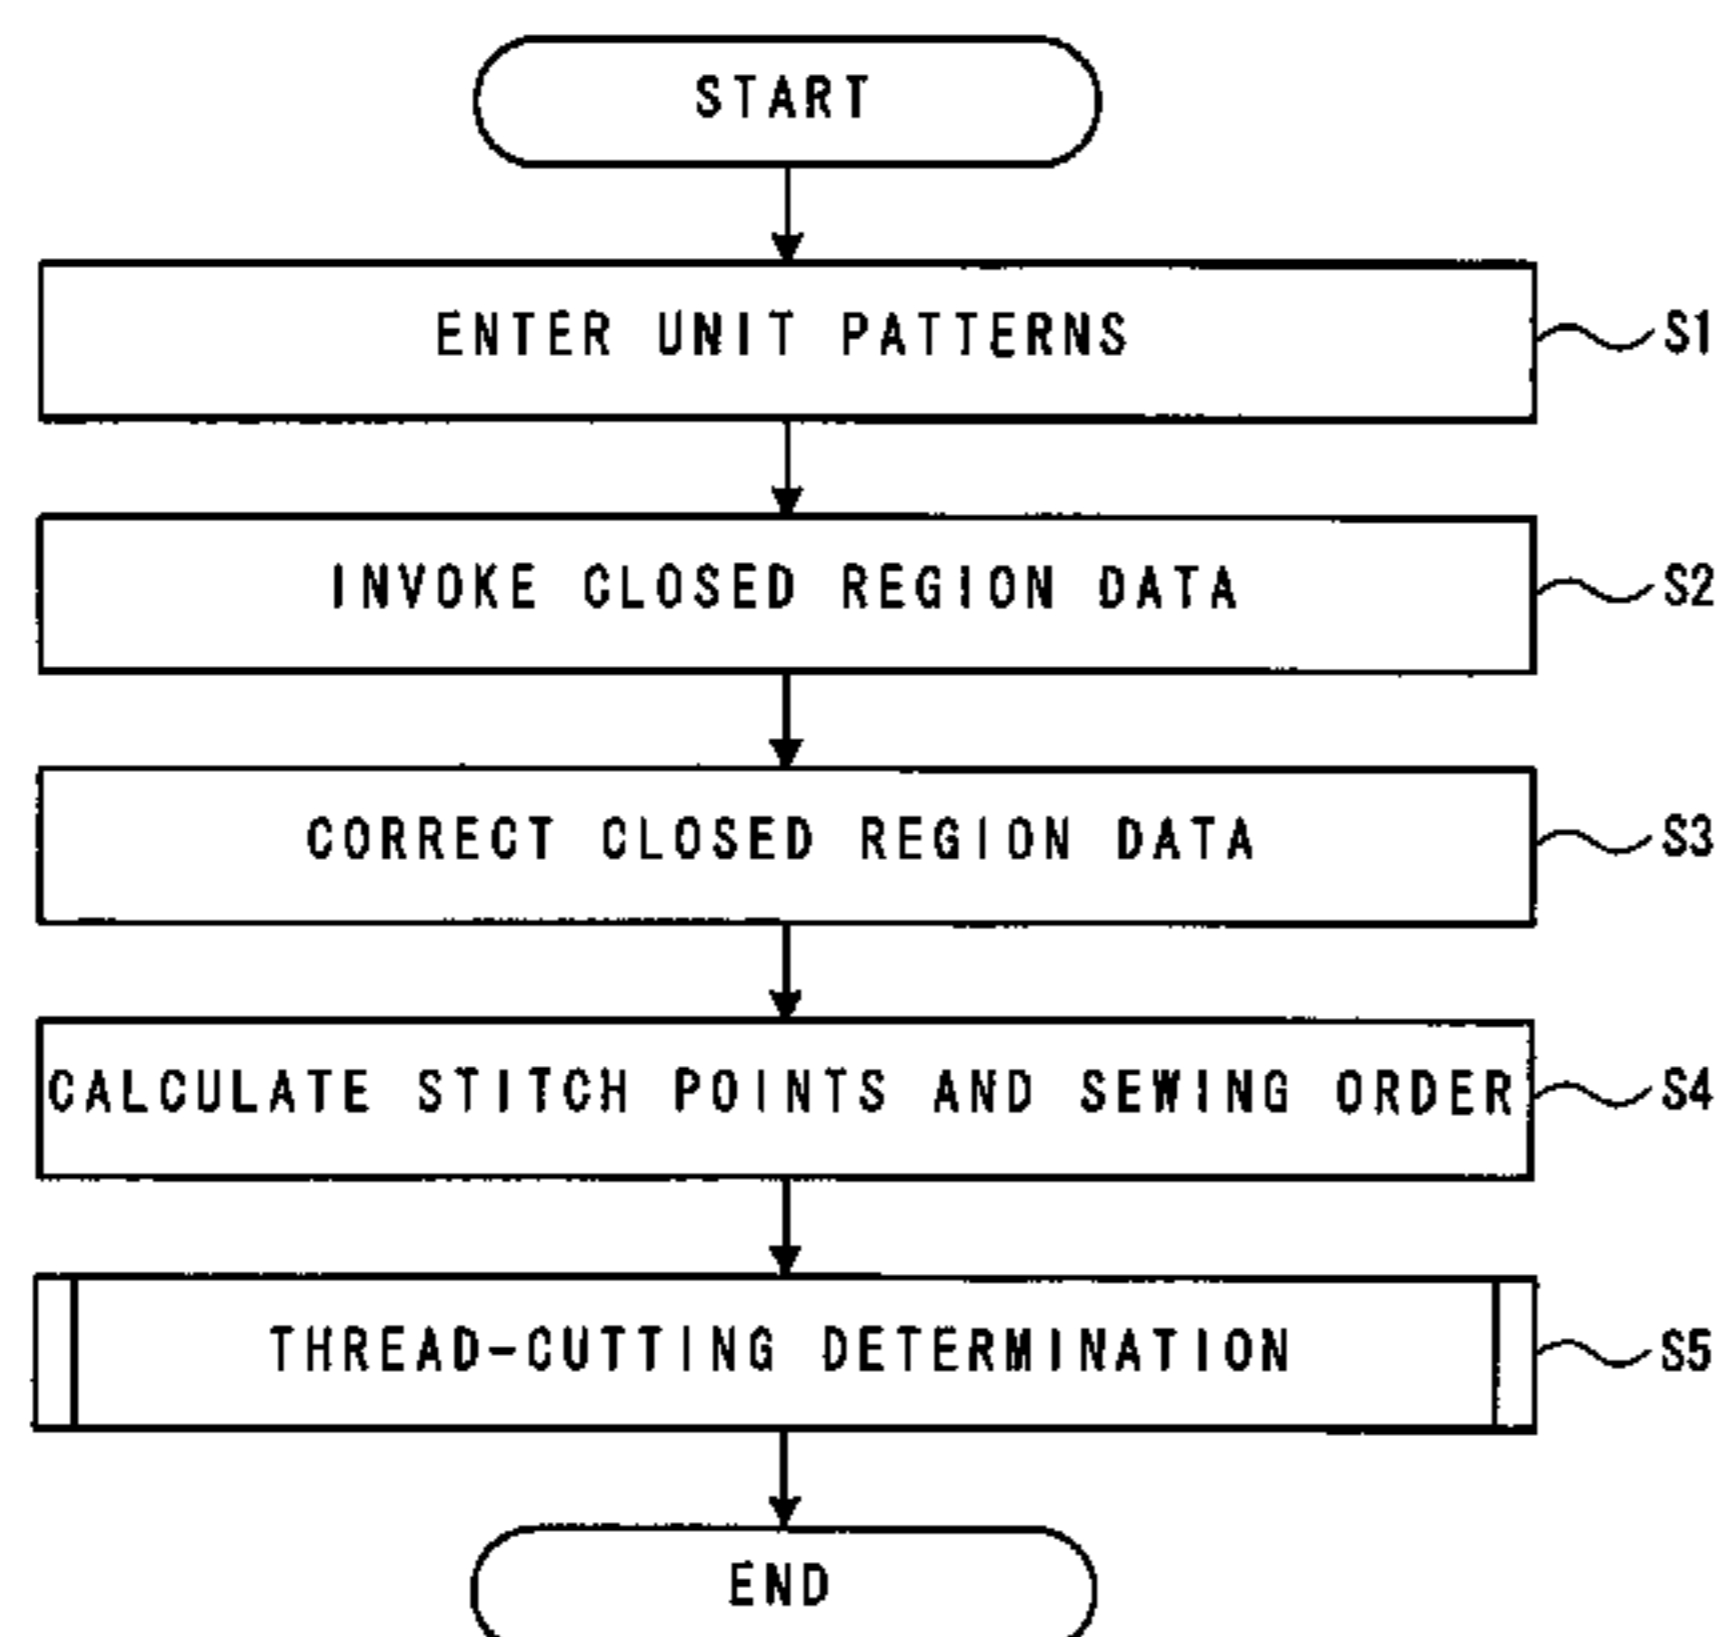 START
ENTER UNIT PATTERNS
S1
INVOKE CLOSED REGION DATA
S2
CORRECT CLOSED REGION DATA
S3
CALCULATE STITCH POINTS AND SEWING ORDER
S4
THREAD-CUTTING DETERMINATION
S5
END